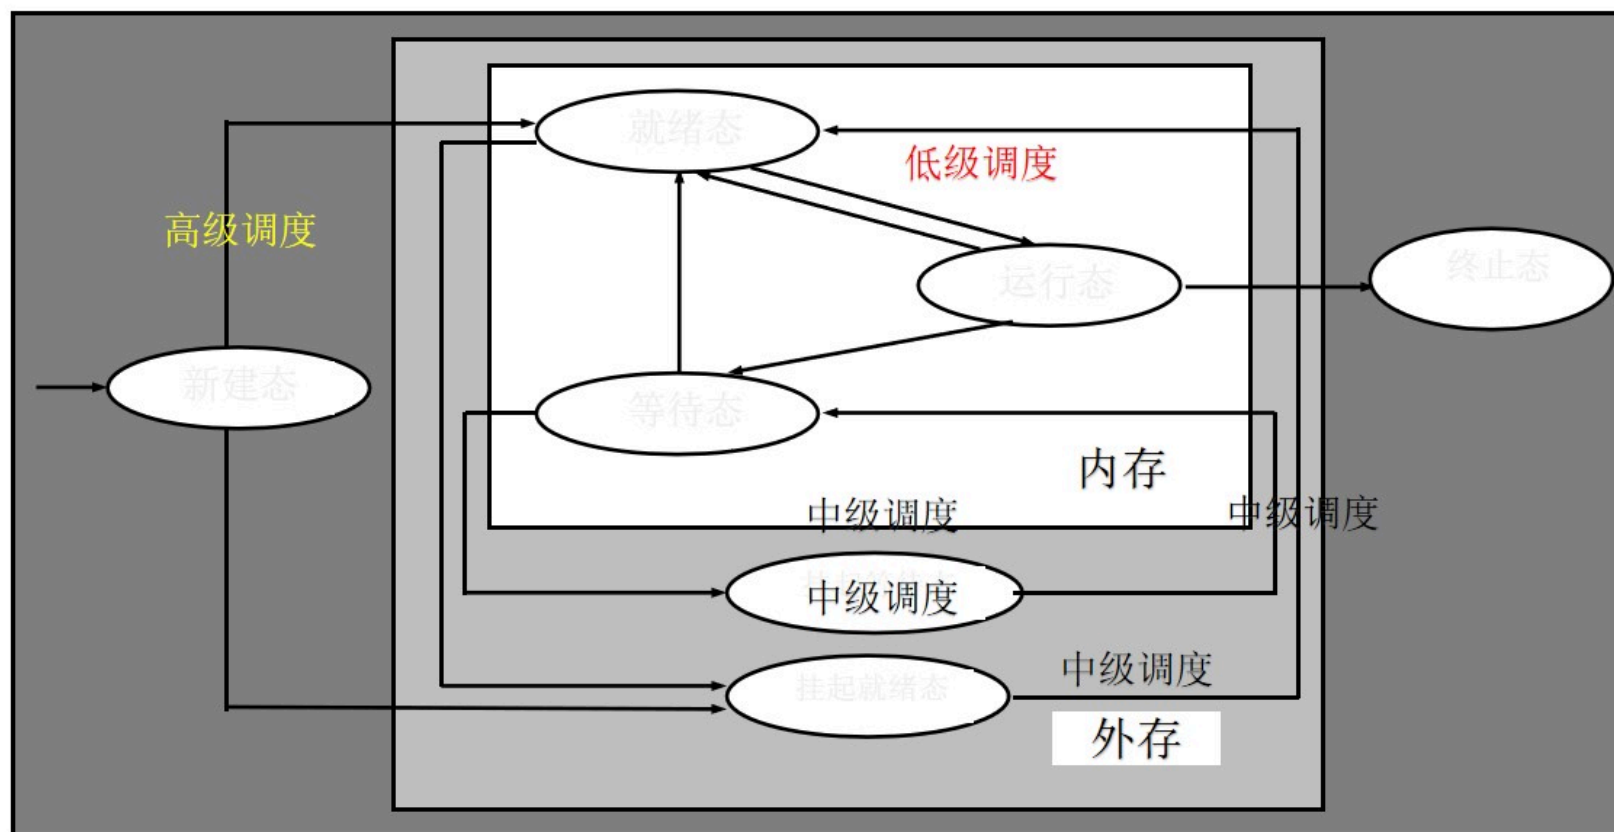 就绪态
低级调度
高级调度
终止态
运行态
新建态
等待态
内存
中级调度
中级调度
中级调度
中级调度
挂起就绪态
外存